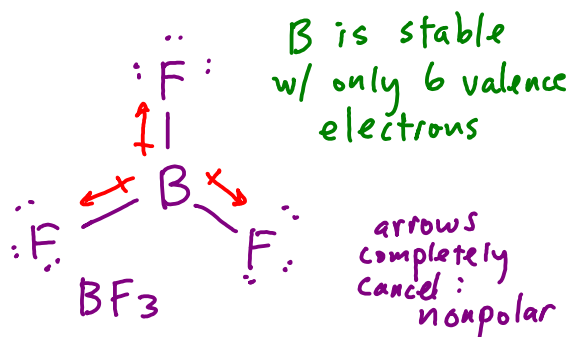 B is stable
w/ only 6 valence
electrons
F
B
F
F
BF3
arrows
completely
cancel:
nonpolar